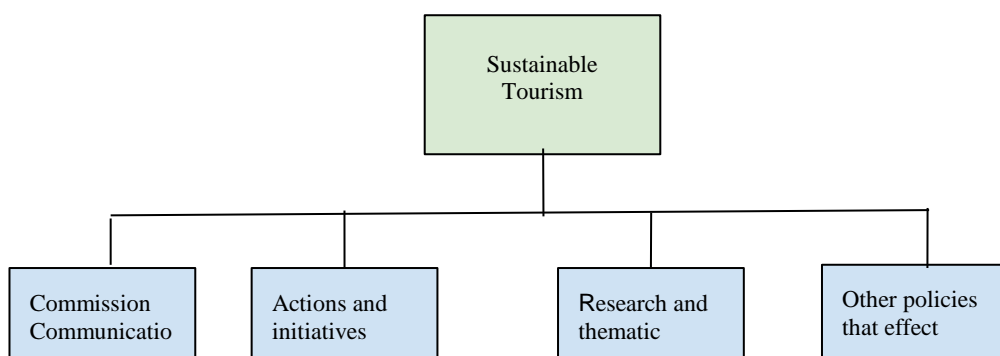 Sustainable
Tourism
Commission
Communicatio
Actions and
initiatives
Research and
thematic
Other policies
that effect